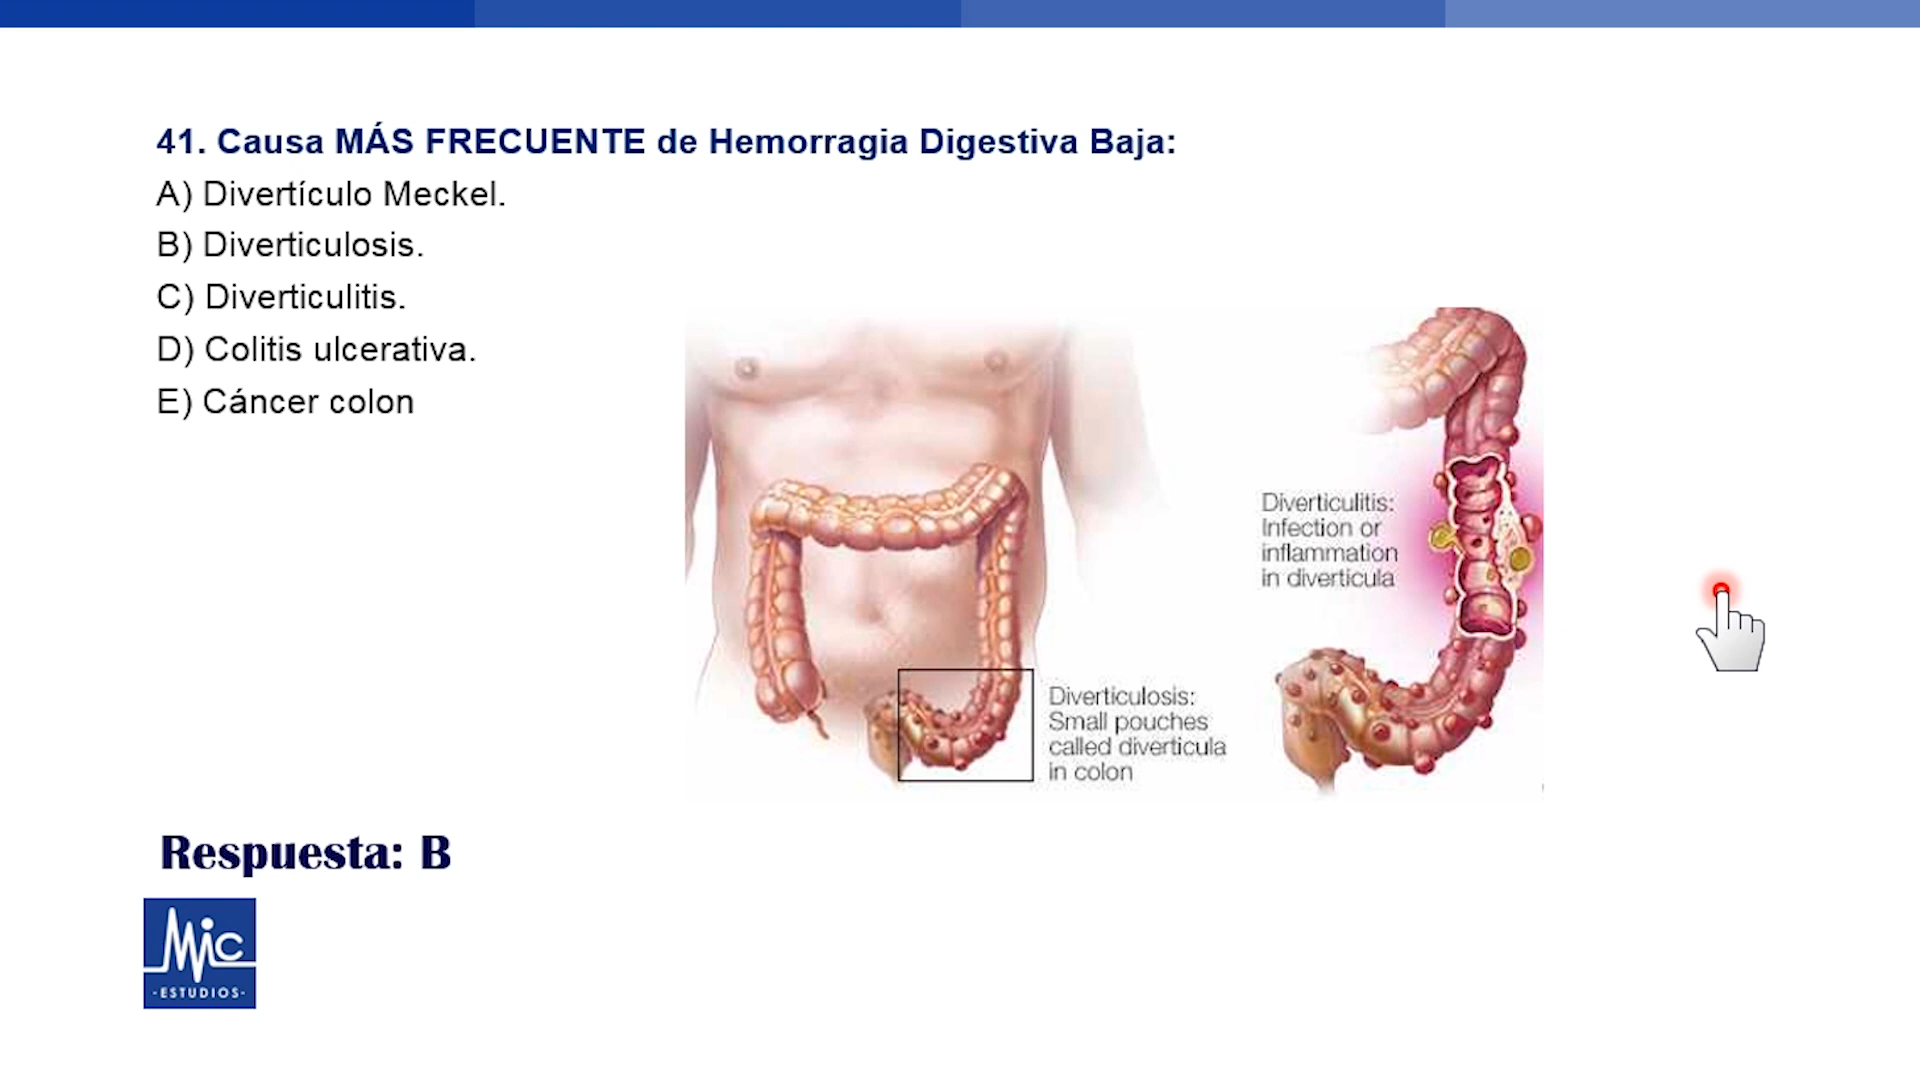 41. Causa MÁS FRECUENTE de Hemorragia Digestiva Baja:
A) Divertículo Meckel.
B) Diverticulosis.
C) Diverticulitis.
D) Colitis ulcerativa.
E) Cáncer colon
Diverticulitis:
Infection or
inflammation
in diverticula
Diverticulosis:
Small pouches
called diverticula
in colon
Respuesta: B
Mic
·ESTUDIOS·